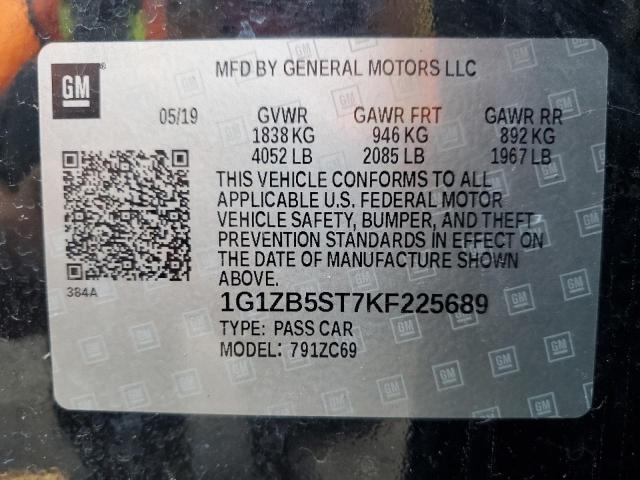 GM
MFD BY GENERAL MOTORS LLC
05/19 GVWR GAWR FRT GAWR RR
1838 KG 946 KG 892 KG
4052 LB 2085 LB 1967 LB
THIS VEHICLE CONFORMS TO ALL
APPLICABLE U.S. FEDERAL MOTOR
VEHICLE SAFETY, BUMPER, AND THEFT
PREVENTION STANDARDS IN EFFECT ON
THE DATE OF MANUFACTURE SHOWN
ABOVE.
384A
1G1ZB5ST7KF225689
TYPE: PASS CAR
MODEL: 791ZC69